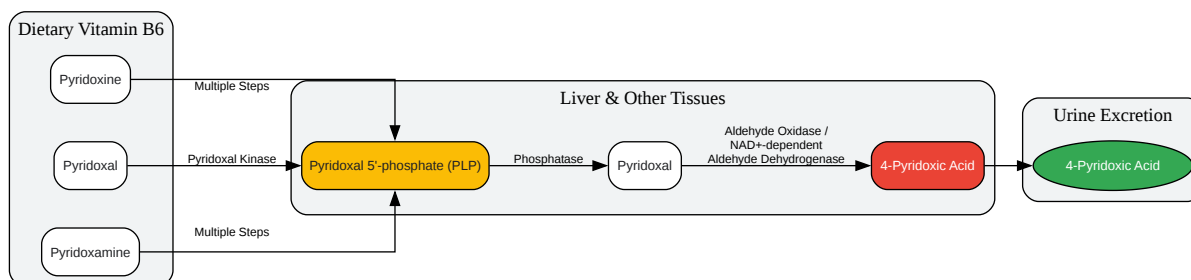 Dietary Vitamin B6
Pyridoxine
Multiple Steps
Pyridoxal
Pyridoxal Kinase
Pyridoxamine
Multiple Steps
Liver & Other Tissues
Pyridoxal 5'-phosphate (PLP)
Phosphatase
Pyridoxal
Aldehyde Oxidase /
NAD+-dependent
Aldehyde Dehydrogenase
4-Pyridoxic Acid
Urine Excretion
4-Pyridoxic Acid